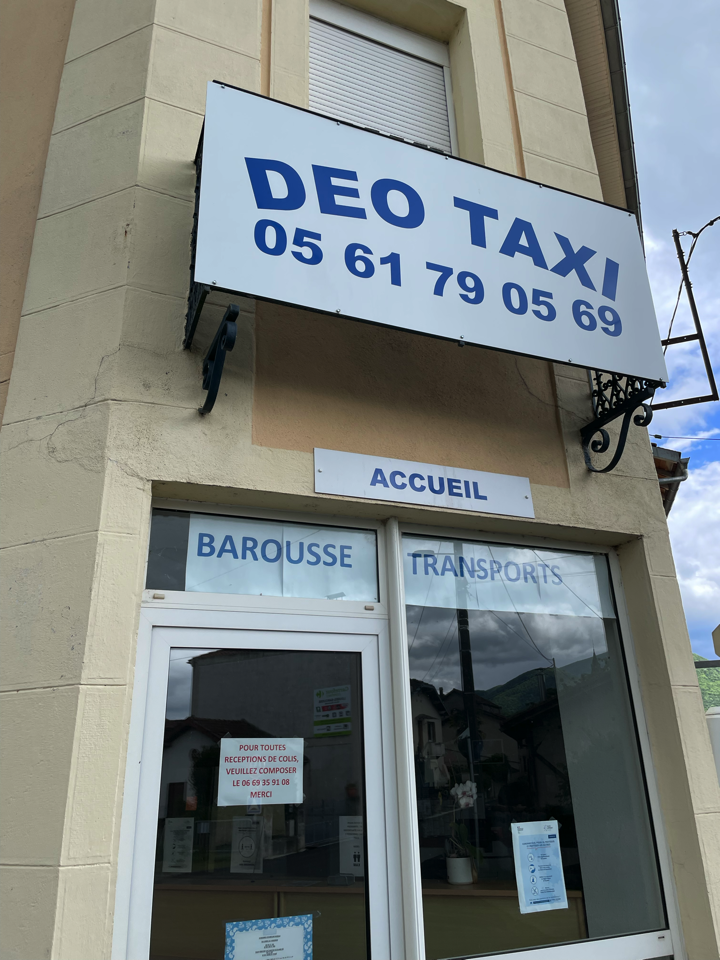 DEO TAXI
05 61 79 05 69
ACCUEIL
BAROUSSE TRANSPORTS
POUR TOUTES
RECEPTIONS DE COLIS,
VEUILLEZ COMPOSER
LE 06 69 35 91 08
MERCI